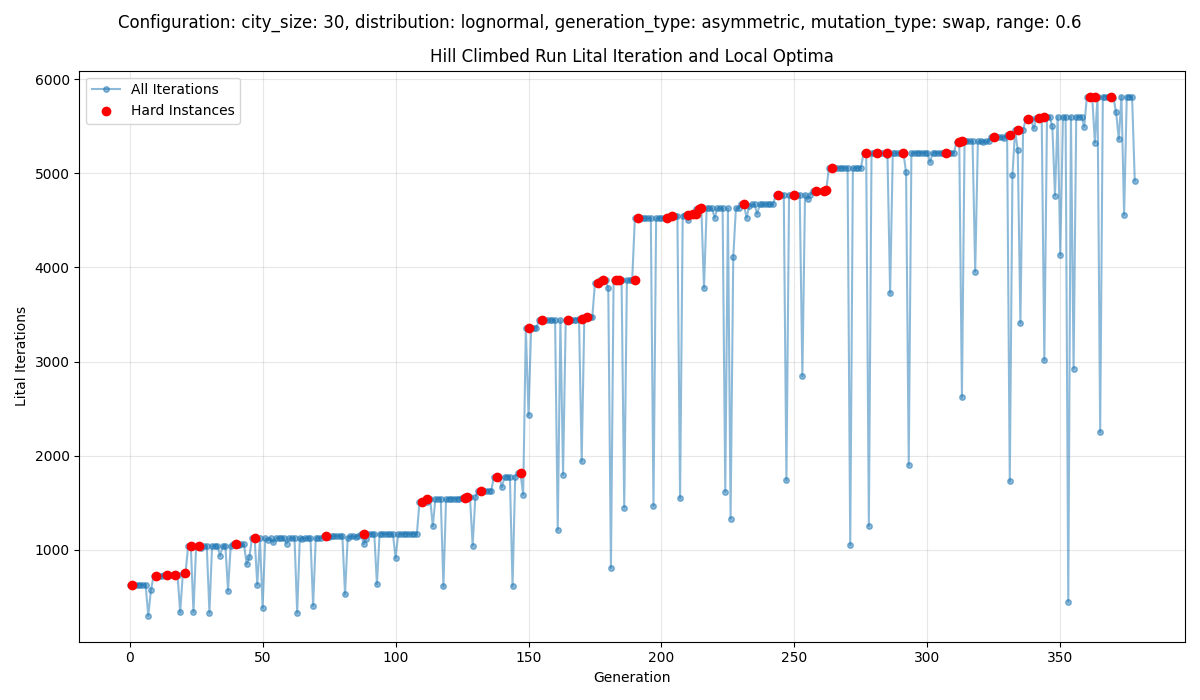 Configuration: city_size: 30, distribution: lognormal, generation_type: asymmetric, mutation_type: swap, range: 0.6
Hill Climbed Run Lital Iteration and Local Optima
All Iterations
Hard Instances
Lital Iterations
6000
5000
4000
3000
2000
1000
0 50 100 150 200 250 300 350
Generation